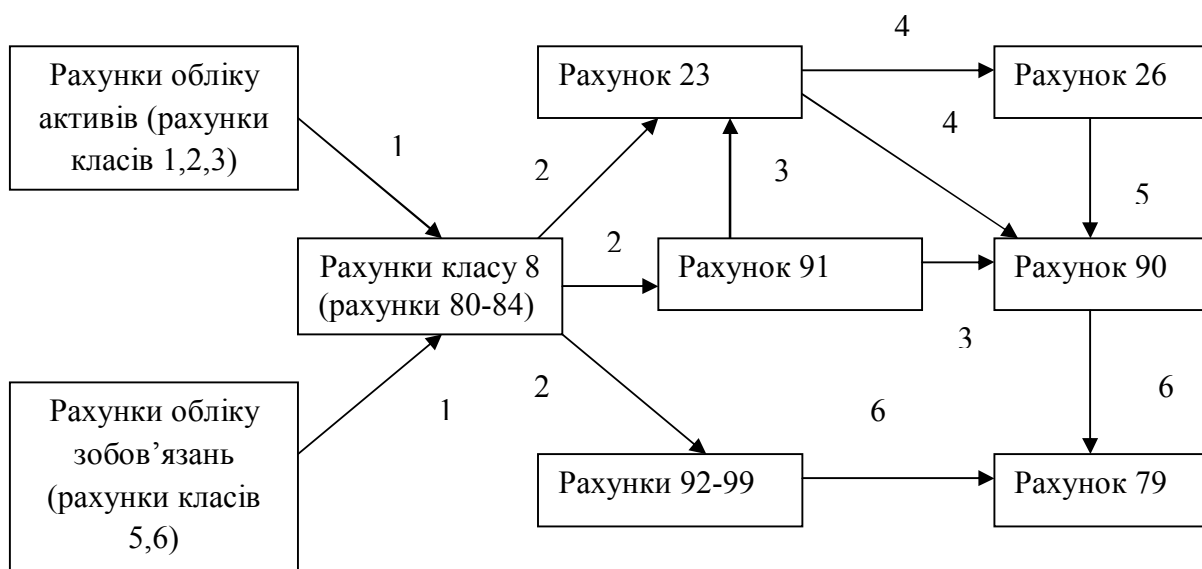 4
Рахунки обліку
активів (рахунки
класів 1,2,3)
Рахунок 23
Рахунок 26
1
2
3
4
5
2
Рахунки класу 8
(рахунки 80-84)
Рахунок 91
Рахунок 90
3
Рахунки обліку
зобов’язань
(рахунки класів
5,6)
1
2
6
6
Рахунки 92-99
Рахунок 79